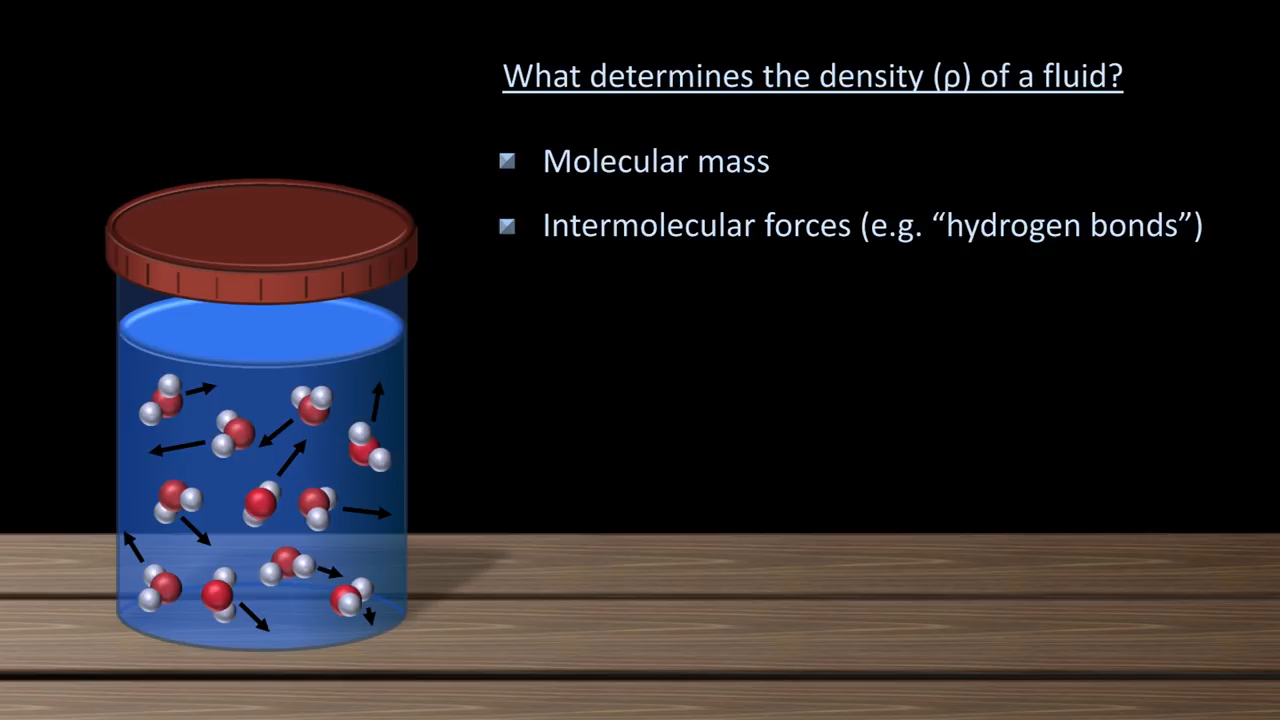 What determines the density (ρ) of a fluid?
Molecular mass
Intermolecular forces (e.g. “hydrogen bonds”)